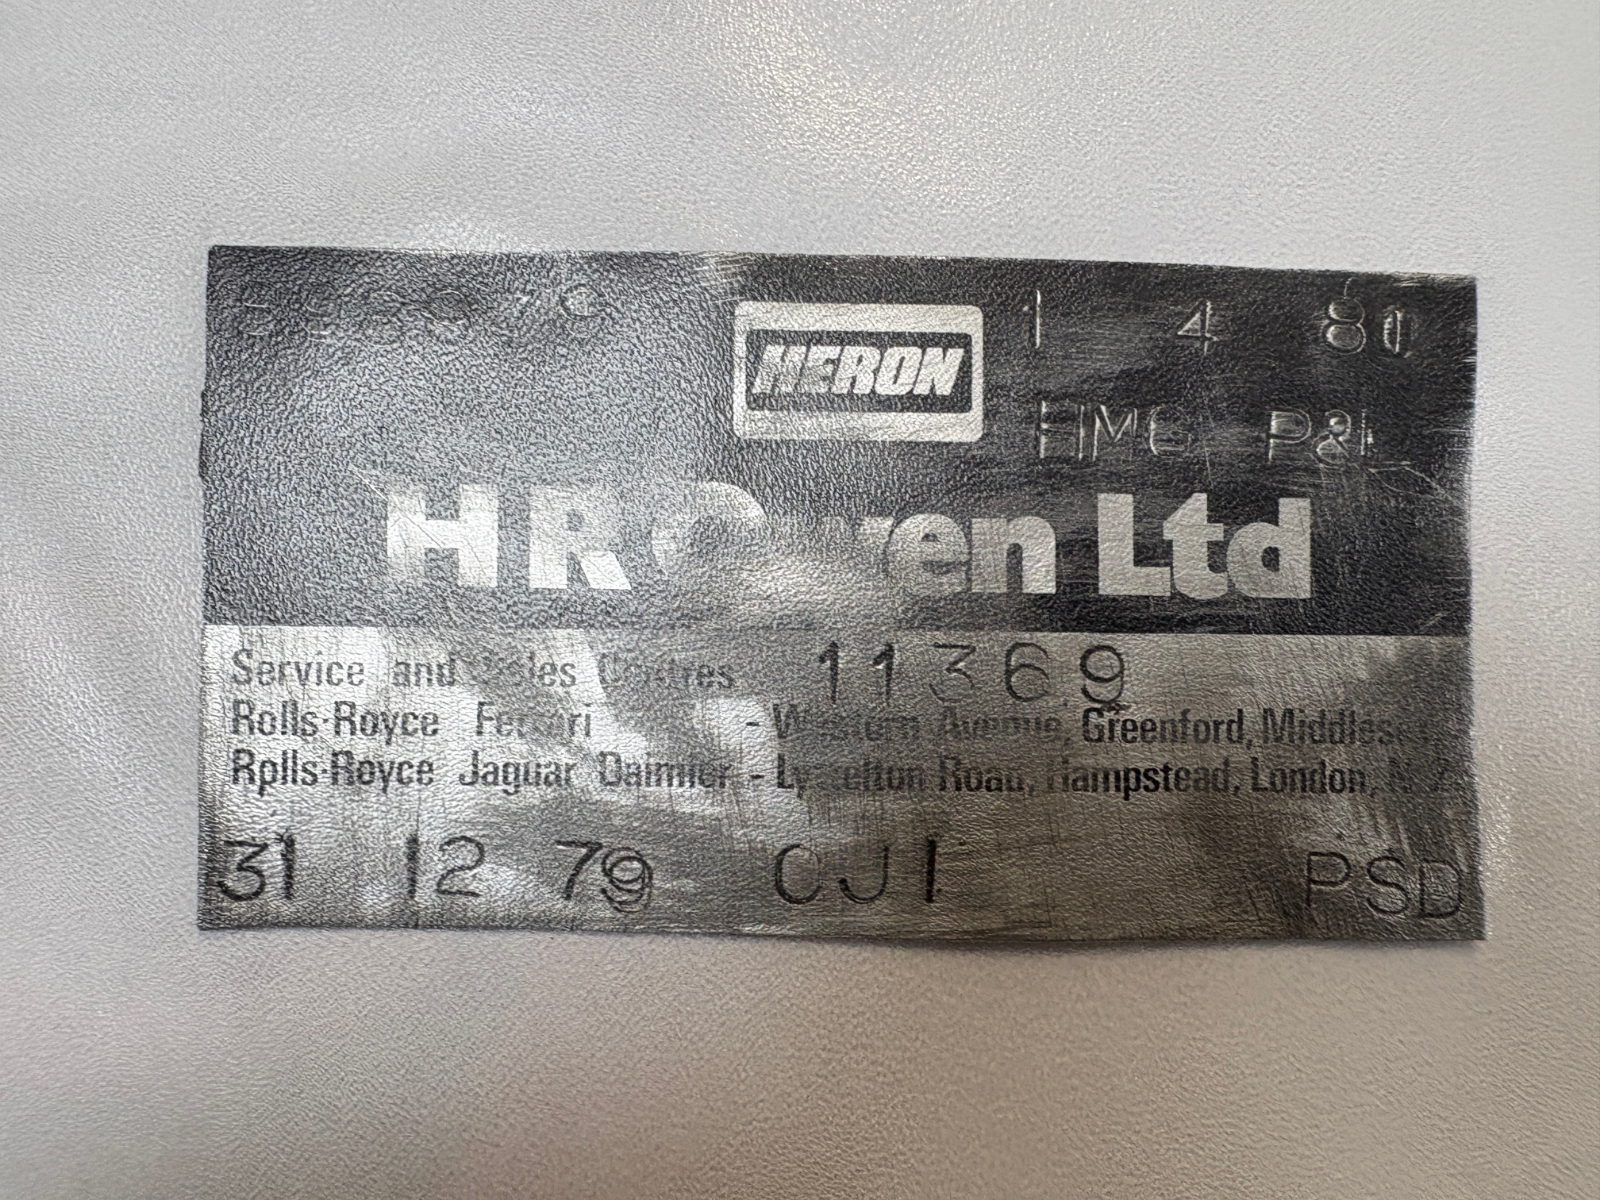 1 4 80
HERON
P&L
H R Owen Ltd
Service and Sales Centres 11369
Rolls-Royce Ferrari - Western Avenue, Greenford, Middlesex
Rolls-Royce Jaguar Daimler - Lyttelton Road, Hampstead, London, N.
31 12 79 CJ1 PSD